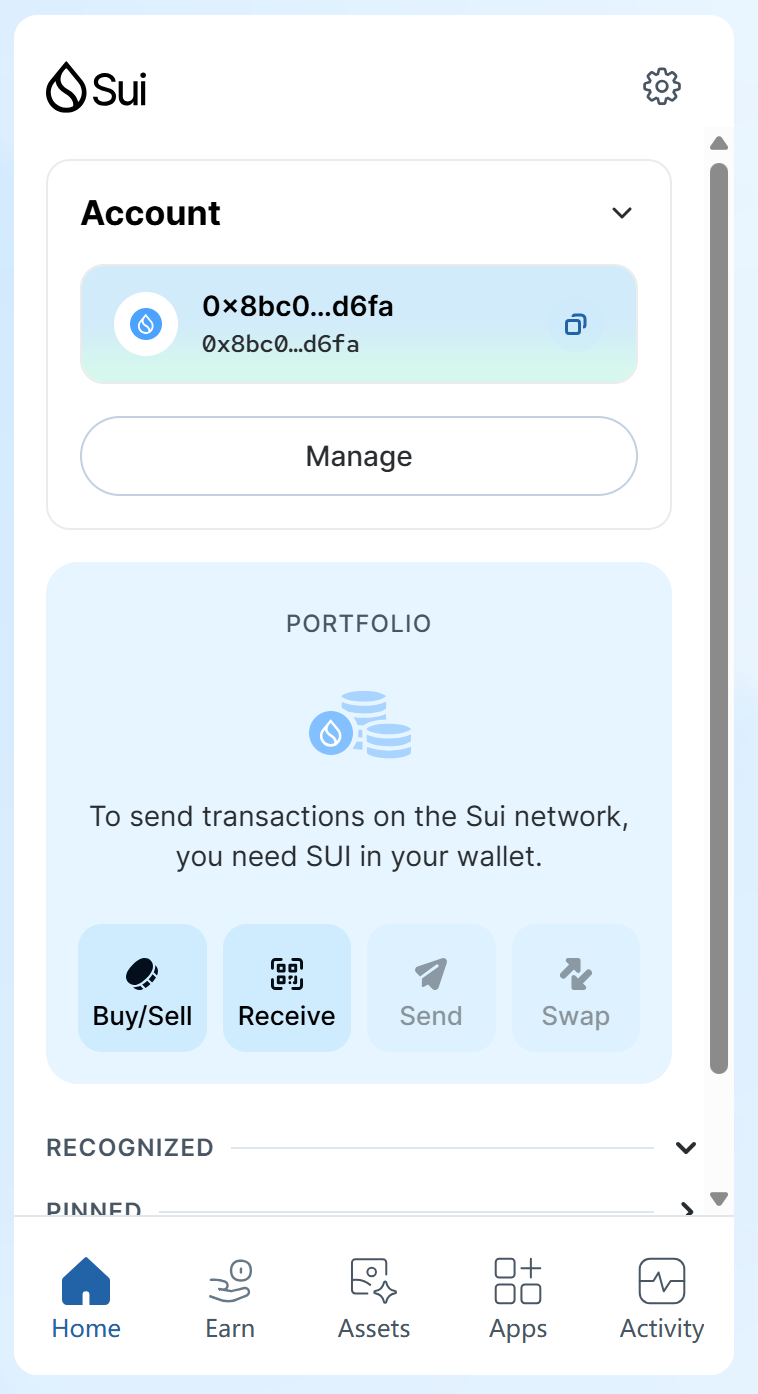 Sui
Account
0×8bc0...d6fa
0x8bc0…d6fa
Manage
PORTFOLIO
To send transactions on the Sui network,
you need SUI in your wallet.
Buy/Sell
Receive
Send
Swap
RECOGNIZED
PINNED
Home
Earn
Assets
Apps
Activity